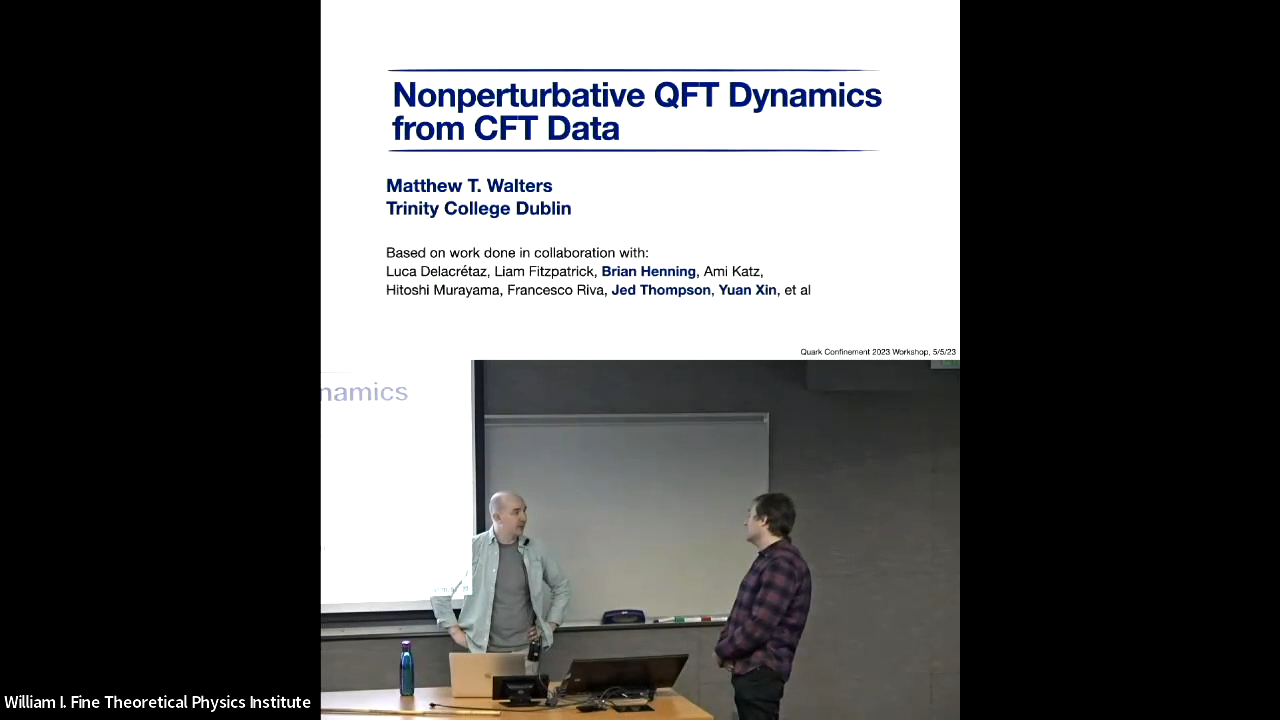 Nonperturbative QFT Dynamics
from CFT Data
Matthew T. Walters
Trinity College Dublin
Based on work done in collaboration with:
Luca Delacrétaz, Liam Fitzpatrick, Brian Henning, Ami Katz,
Hitoshi Murayama, Francesco Riva, Jed Thompson, Yuan Xin, et al
Quark Confinement 2023 Workshop, 5/5/23
namics
William I. Fine Theoretical Physics Institute